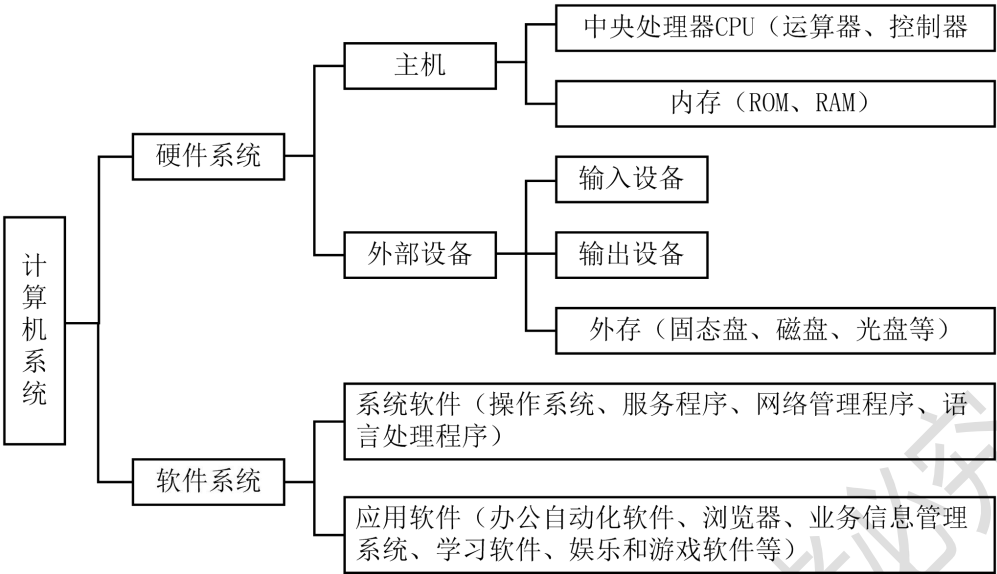 计算机系统
硬件系统
主机
中央处理器CPU（运算器、控制器
内存（ROM、RAM）
外部设备
输入设备
输出设备
外存（固态盘、磁盘、光盘等）
软件系统
系统软件（操作系统、服务程序、网络管理程序、语
言处理程序）
应用软件（办公自动化软件、浏览器、业务信息管理
系统、学习软件、娱乐和游戏软件等）
必究